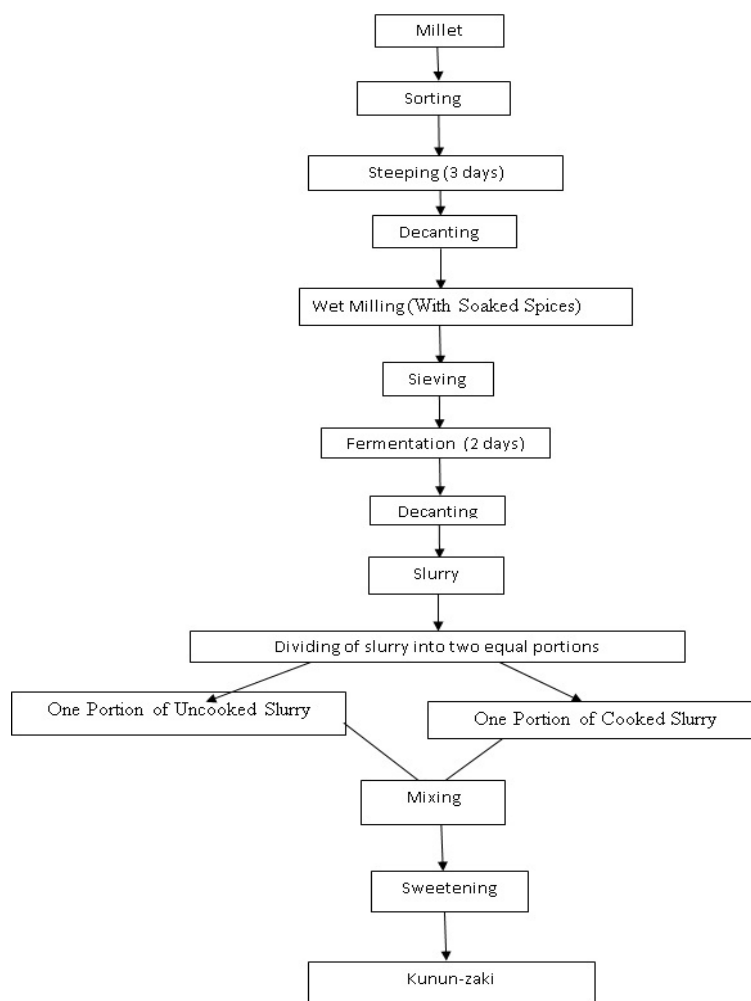 Millet
Sorting
Steeping (3 days)
Decanting
Wet Milling (With Soaked Spices)
Sieving
Fermentation (2 days)
Decanting
Slurry
Dividing of slurry into two equal portions
One Portion of Uncooked Slurry
One Portion of Cooked Slurry
Mixing
Sweetening
Kunun-zaki